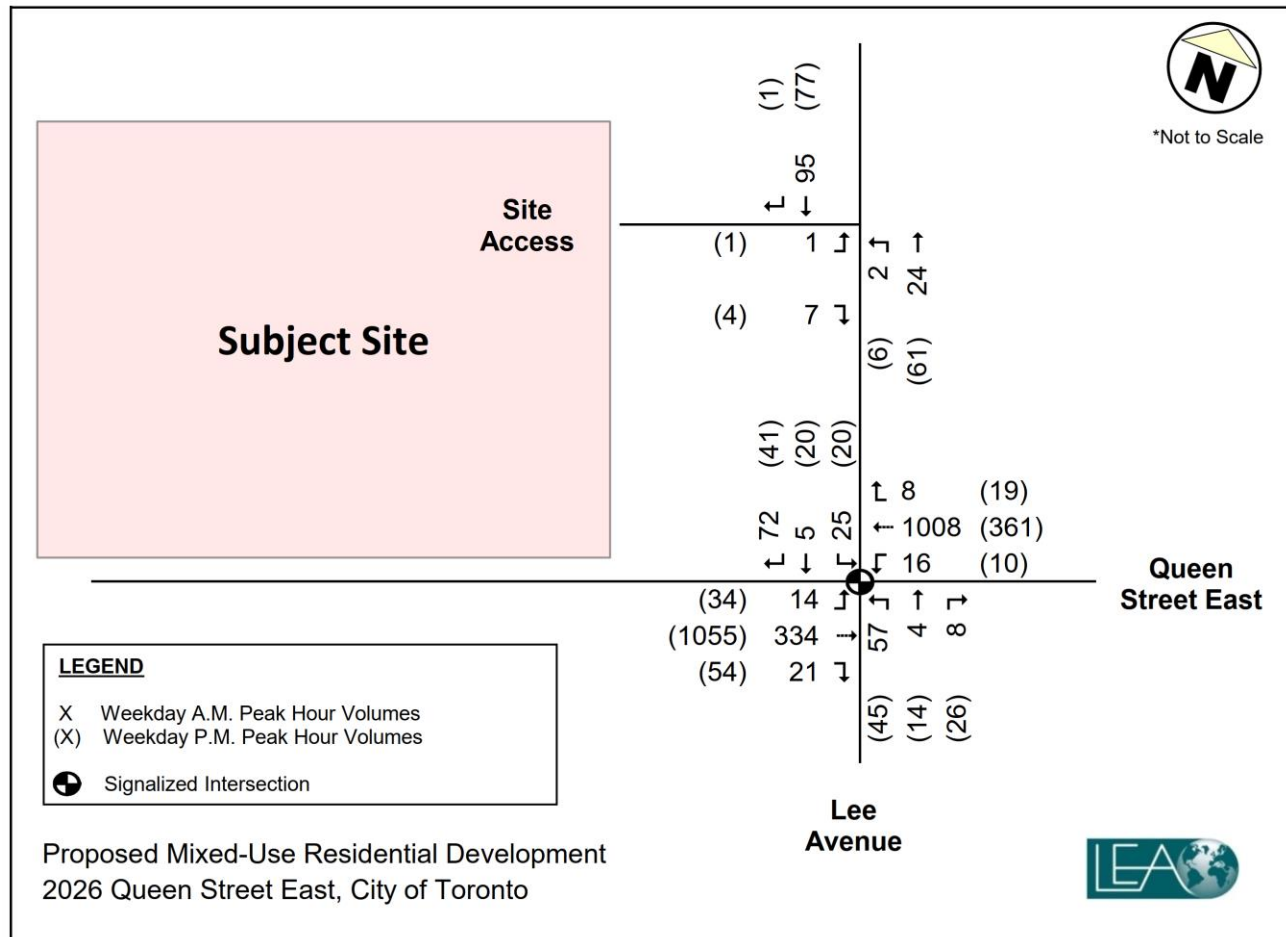 (1) (77)
N
*Not to Scale
95
Site
Access
(1) 1
2 24
Subject Site
(4) 7
(6) (61)
(41) (20) (20)
72 5 25
8 (19)
1008 (361)
16 (10)
Queen
Street East
(34) 14
(1055) 334
(54) 21
57 4 8
(45) (14) (26)
LEGEND
X Weekday A.M. Peak Hour Volumes
(X) Weekday P.M. Peak Hour Volumes
Signalized Intersection
Lee
Avenue
Proposed Mixed-Use Residential Development
2026 Queen Street East, City of Toronto
LEA